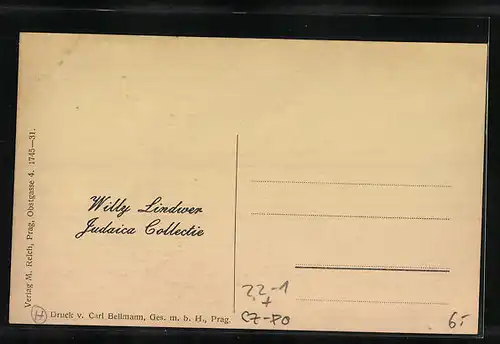 Verlag M. Reich, Prag, Obstgasse 4. 1745—31.
Willy Lindwer
Judaica Collectie
22-1
+
CZ-PO
6.-
H
Druck v. Carl Bellmann, Ges. m. b. H., Prag.